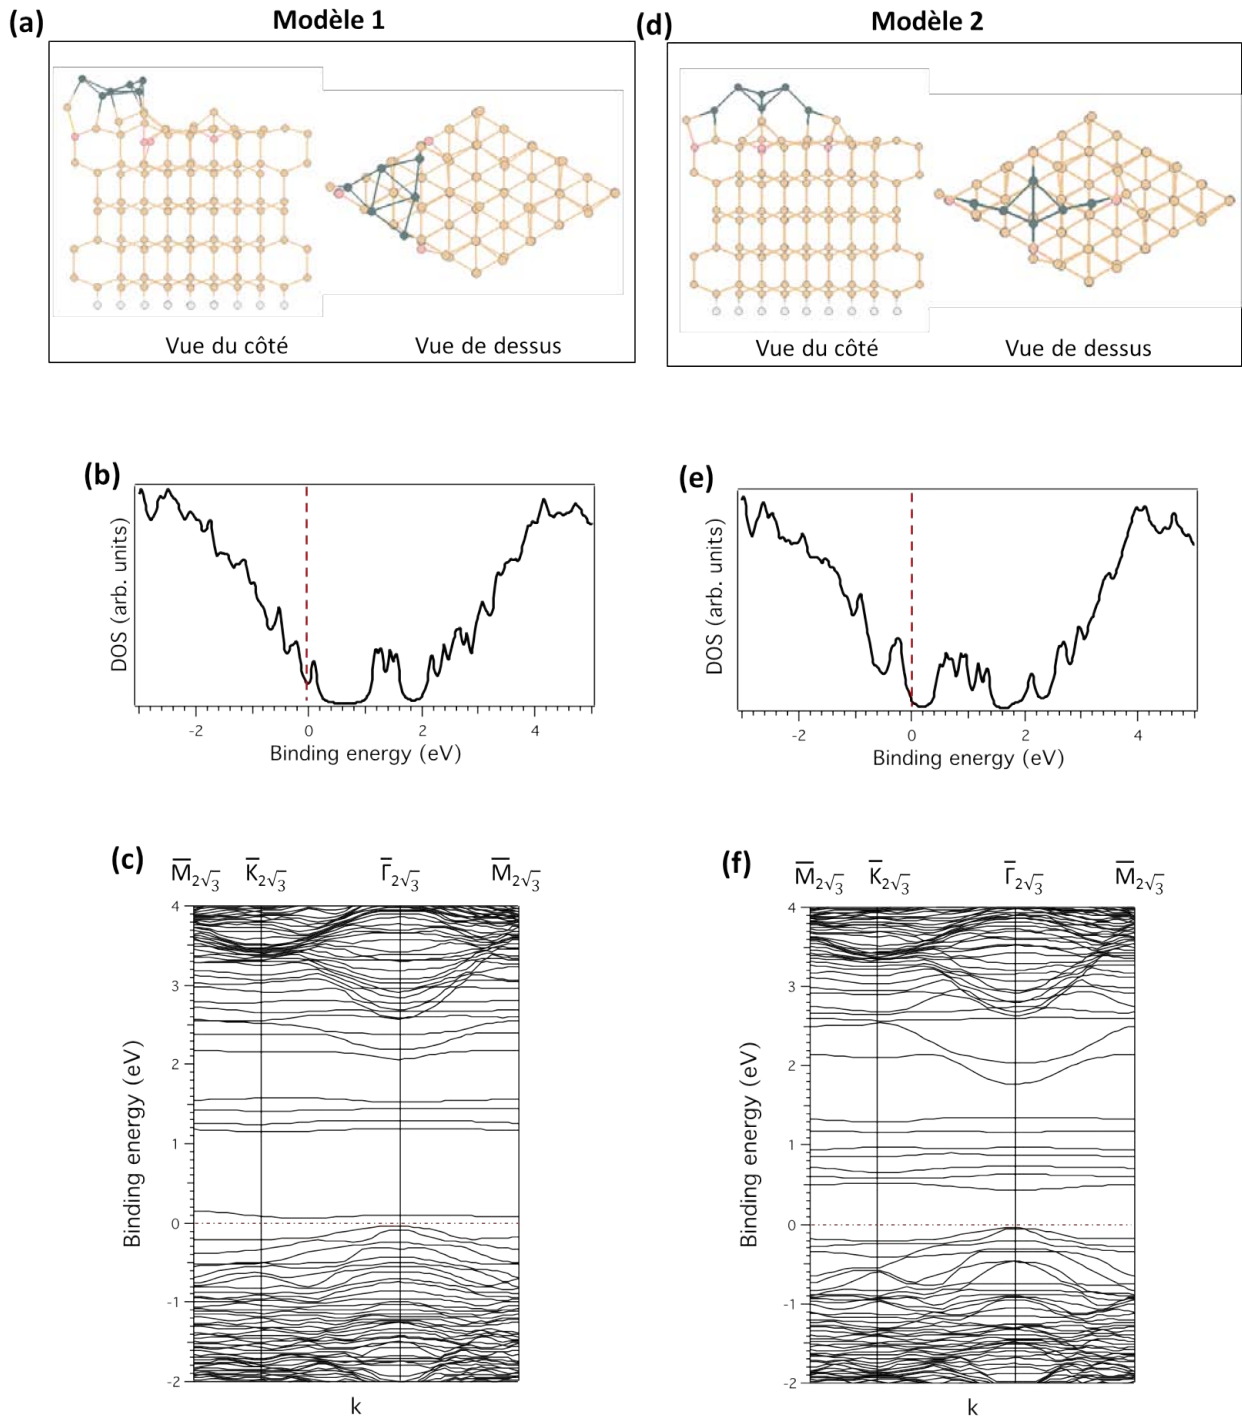 (a) Modèle 1
(d) Modèle 2
Vue du côté Vue de dessus
Vue du côté Vue de dessus
(b)
DOS (arb. units)
-2 0 2 4
Binding energy (eV)
(e)
DOS (arb. units)
-2 0 2 4
Binding energy (eV)
(c)
M̅2√3 K̅2√3 Γ̅2√3 M̅2√3
Binding energy (eV)
4
3
2
1
0
-1
-2
k
(f)
M̅2√3 K̅2√3 Γ̅2√3 M̅2√3
Binding energy (eV)
4
3
2
1
0
-1
-2
k